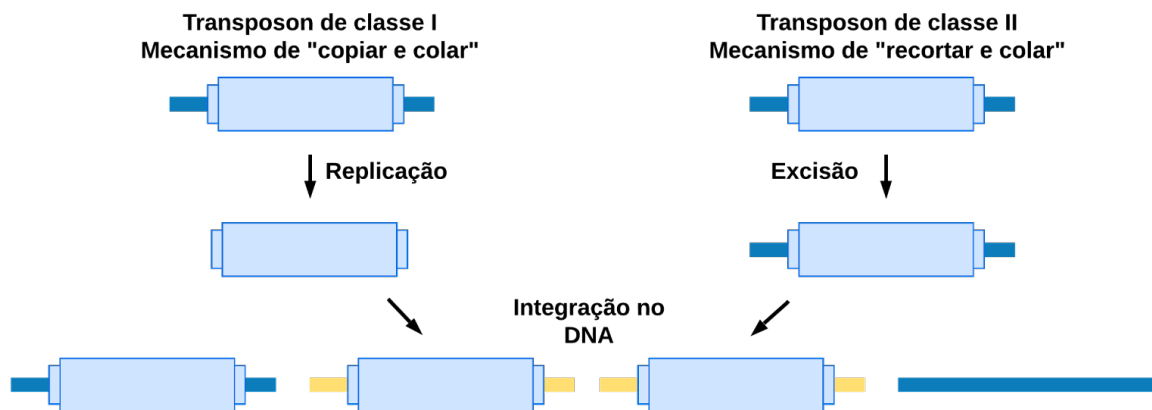 Transposon de classe I
Mecanismo de "copiar e colar"
Transposon de classe II
Mecanismo de "recortar e colar"
Replicação
Excisão
Integração no
DNA